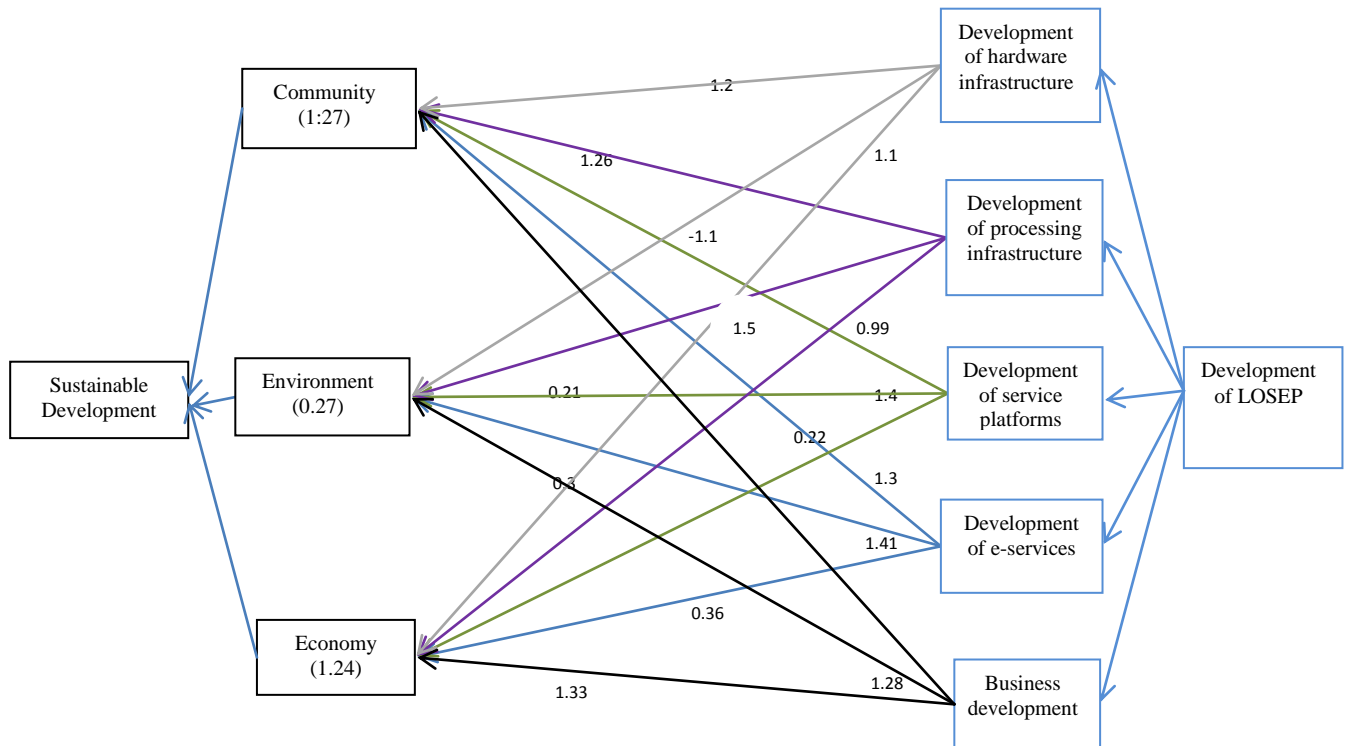 Development
of hardware
infrastructure
Community
(1:27)
1.2
1.26
1.1
Development
of processing
infrastructure
-1.1
1.5
0.99
Sustainable
Development
Environment
(0.27)
0.21
1.4
Development
of service
platforms
Development
of LOSEP
0.22
0.3
1.3
Development
of e-services
1.41
0.36
Economy
(1.24)
1.33
1.28
Business
development